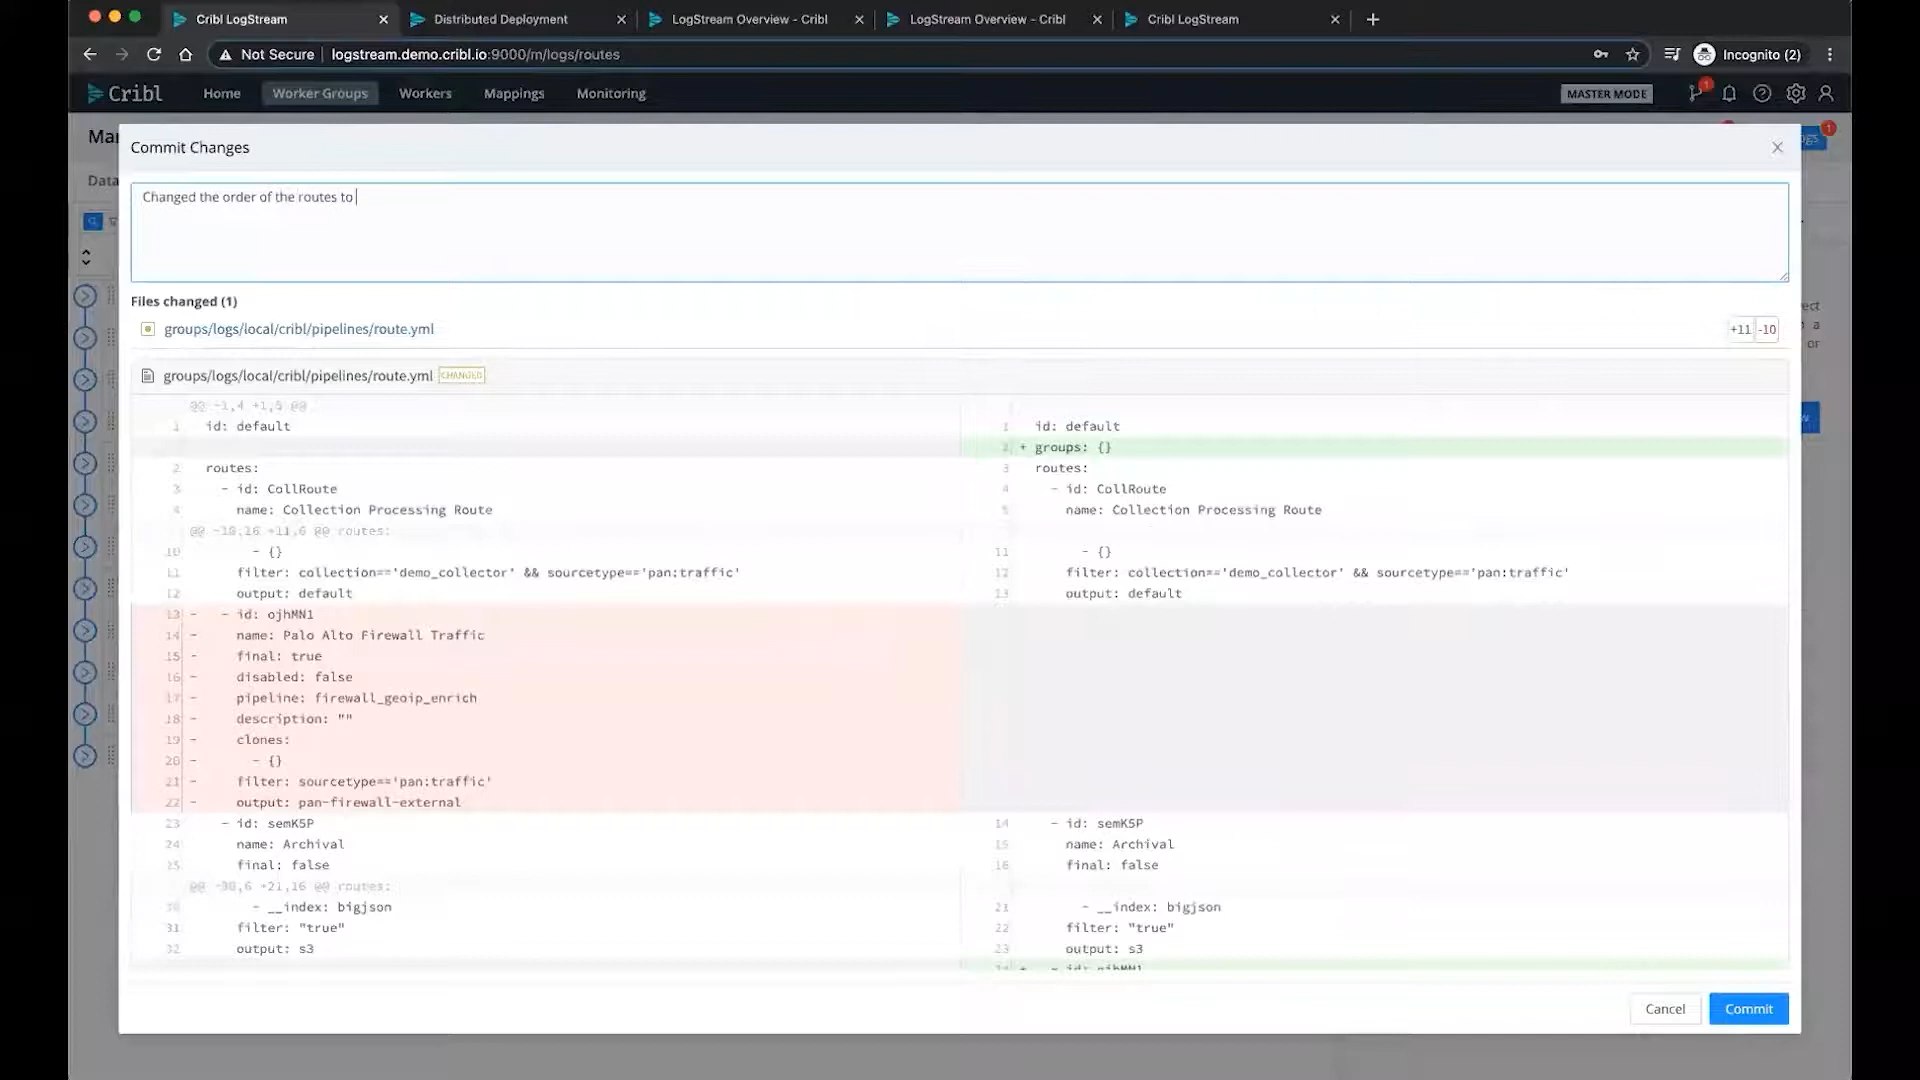 Cribl LogStream
Distributed Deployment
LogStream Overview - Cribl
LogStream Overview - Cribl
Cribl LogStream
Not Secure
logstream.demo.cribl.io:9000/m/logs/routes
Incognito (2)
Cribl
Home
Worker Groups
Workers
Mappings
Monitoring
MASTER MODE
1
1
Data
Commit Changes
Changed the order of the routes to
Files changed (1)
groups/logs/local/cribl/pipelines/route.yml
+11 -10
groups/logs/local/cribl/pipelines/route.yml CHANGED
@@ -1,4 +1,5 @@
1 id: default
1 id: default
2 + groups: {}
2 routes:
3 routes:
3 - id: CollRoute
4 - id: CollRoute
4 name: Collection Processing Route
5 name: Collection Processing Route
@@ -10,16 +11,6 @@ routes:
10 - {}
11 - {}
11 filter: collection=='demo_collector' && sourcetype=='pan:traffic'
12 filter: collection=='demo_collector' && sourcetype=='pan:traffic'
12 output: default
13 output: default
13 - - id: ojhMN1
14 - name: Palo Alto Firewall Traffic
15 - final: true
16 - disabled: false
17 - pipeline: firewall_geoip_enrich
18 - description: ""
19 - clones:
20 - - {}
21 - filter: sourcetype=='pan:traffic'
22 - output: pan-firewall-external
23 - id: semK5P
14 - id: semK5P
24 name: Archival
15 name: Archival
25 final: false
16 final: false
@@ -30,6 +21,16 @@ routes:
30 - __index: bigjson
21 - __index: bigjson
31 filter: "true"
22 filter: "true"
32 output: s3
23 output: s3
24 + - id: ojhMN1
Cancel
Commit